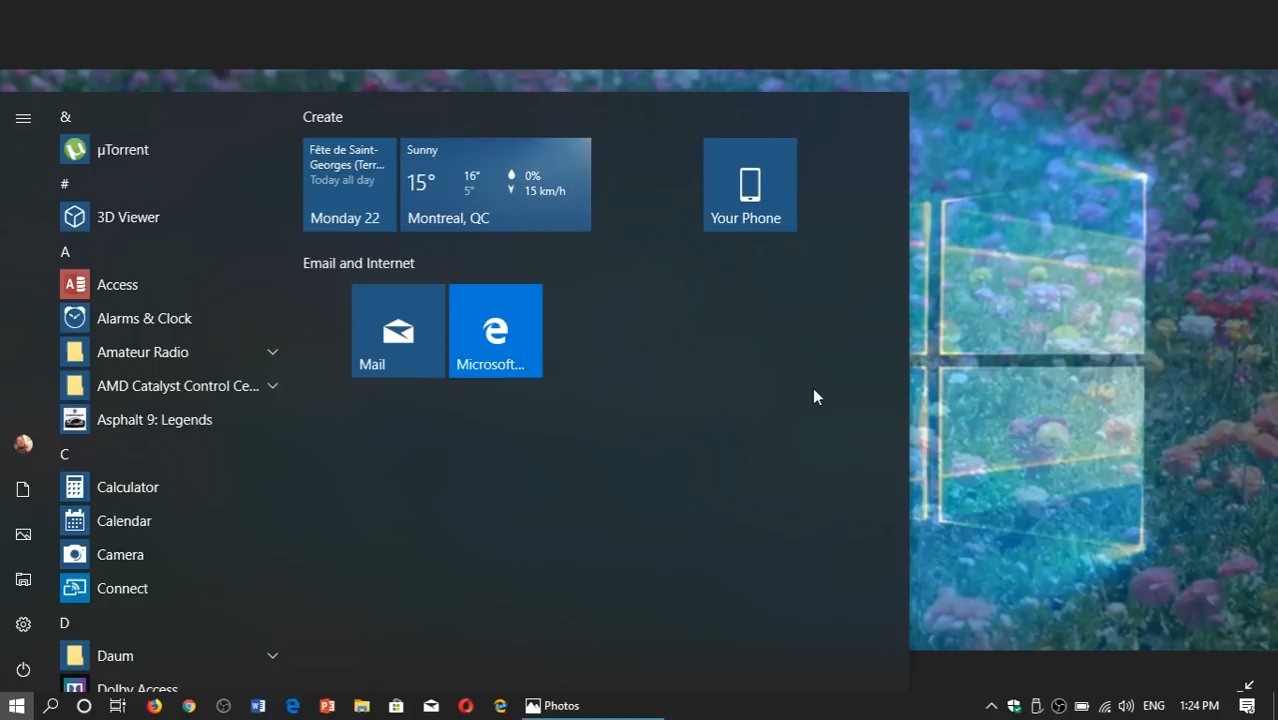 &
µTorrent
#
3D Viewer
A
Access
Alarms & Clock
Amateur Radio
AMD Catalyst Control Ce...
Asphalt 9: Legends
C
Calculator
Calendar
Camera
Connect
D
Daum
Dolby Access
Create
Fête de Saint-
Georges (Terr...
Today all day
Monday 22
Sunny
15°
16°
5°
0%
15 km/h
Montreal, QC
Your Phone
Email and Internet
Mail
Microsoft...
Photos
ENG
1:24 PM